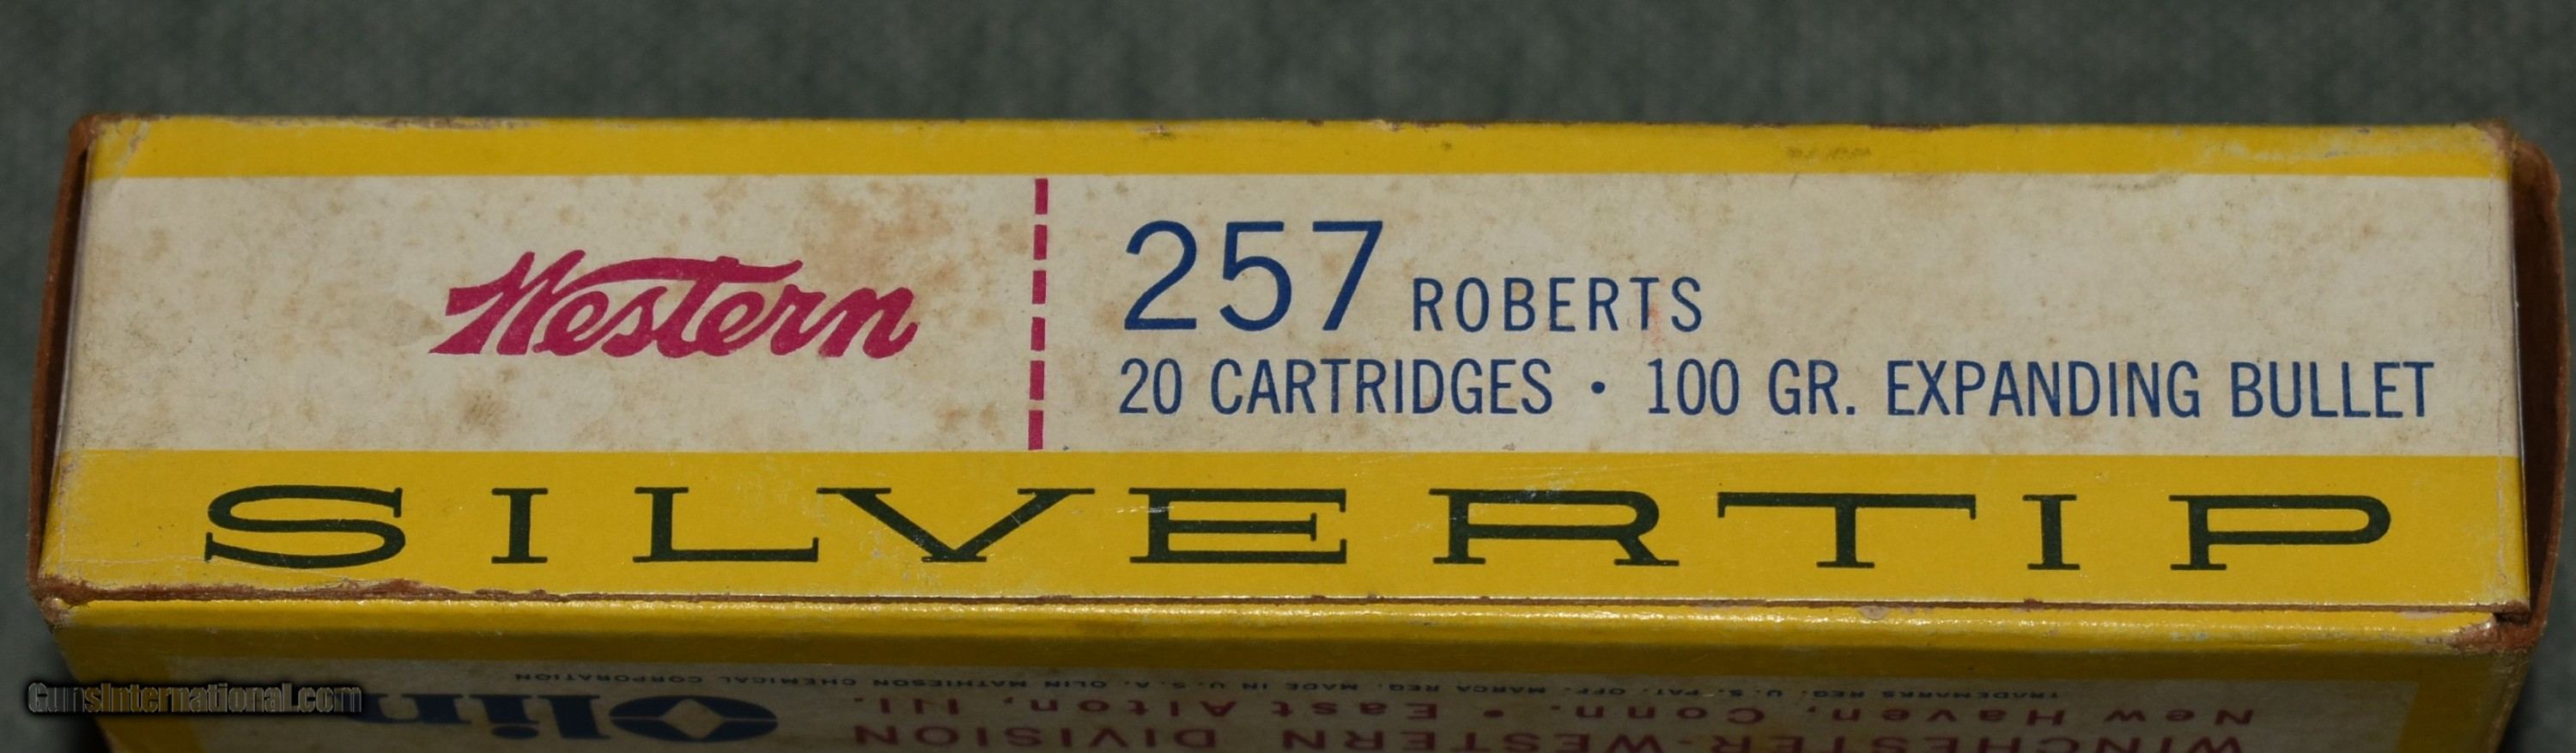 Western
257 ROBERTS
20 CARTRIDGES • 100 GR. EXPANDING BULLET
SILVERTIP
WINCHESTER-WESTERN DIVISION
New Haven, Conn. • East Alton, Ill.
TRADEMARKS REG. U. S. PAT. OFF. MARCA REG. MADE IN U. S. A. OLIN MATHIESON CHEMICAL CORPORATION
Olin
GunsInternational.com